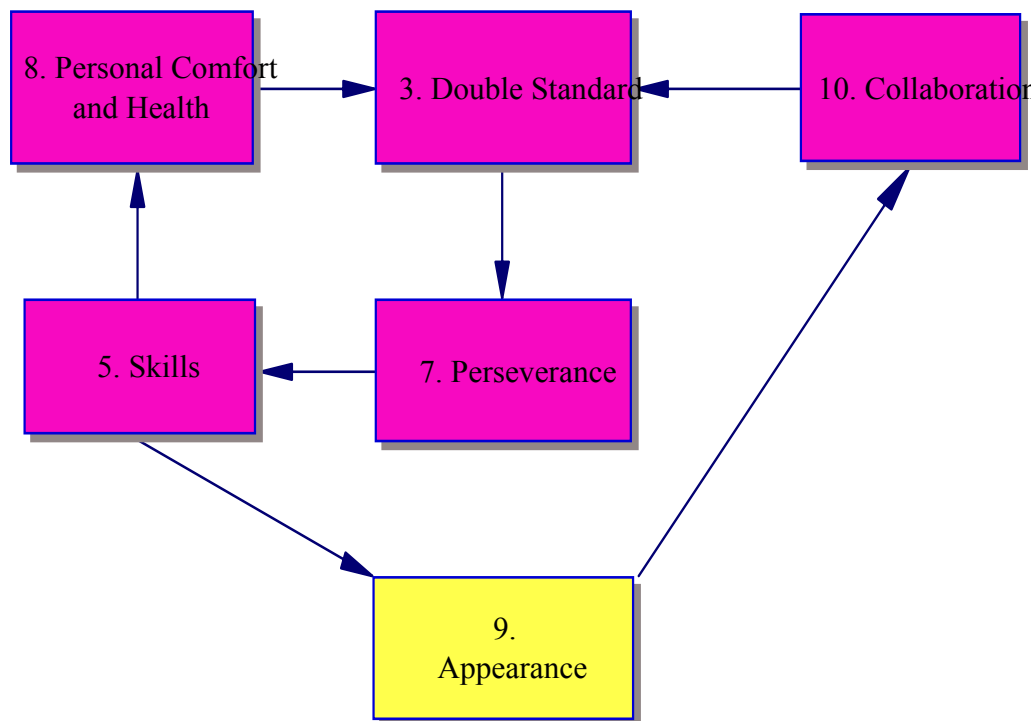 8. Personal Comfort
and Health
3. Double Standard
10. Collaboration
5. Skills
7. Perseverance
9.
Appearance